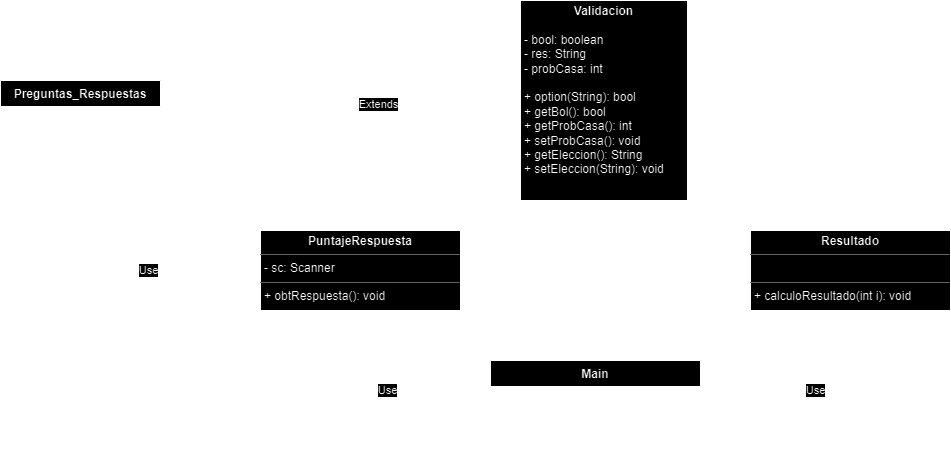 Validacion
- bool: boolean
- res: String
- probCasa: int
+ option(String): bool
+ getBol(): bool
+ getProbCasa(): int
+ setProbCasa(): void
+ getEleccion(): String
+ setEleccion(String): void
Preguntas_Respuestas
Extends
PuntajeRespuesta
- sc: Scanner
+ obtRespuesta(): void
Resultado
+ calculoResultado(int i): void
Use
Main
Use
Use